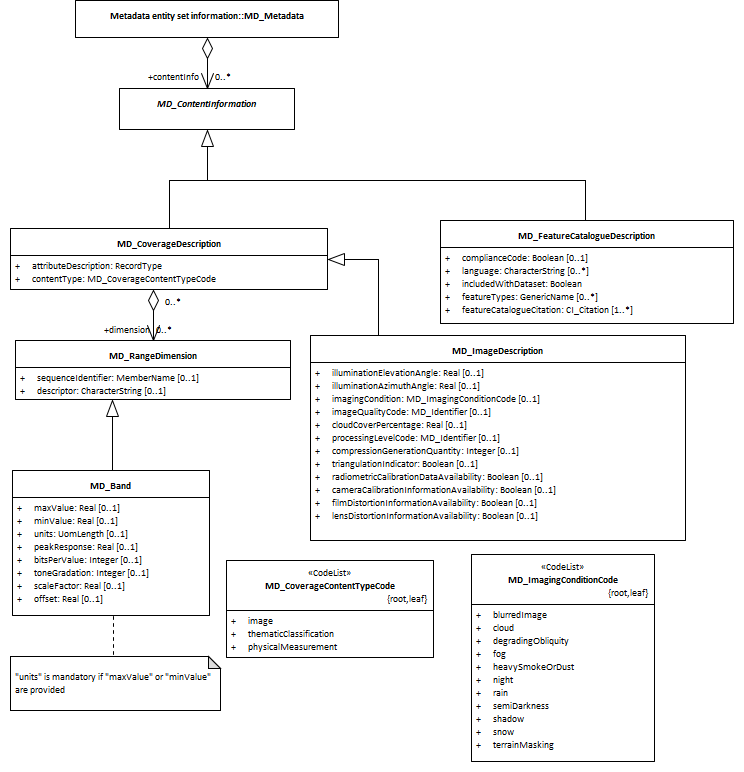 Metadata entity set information::MD_Metadata
+contentInfo 0..*
MD_ContentInformation
MD_CoverageDescription
+ attributeDescription: RecordType
+ contentType: MD_CoverageContentTypeCode
MD_FeatureCatalogueDescription
+ complianceCode: Boolean [0..1]
+ language: CharacterString [0..*]
+ includedWithDataset: Boolean
+ featureTypes: GenericName [0..*]
+ featureCatalogueCitation: CI_Citation [1..*]
0..*
+dimension 0..*
MD_RangeDimension
+ sequenceIdentifier: MemberName [0..1]
+ descriptor: CharacterString [0..1]
MD_ImageDescription
+ illuminationElevationAngle: Real [0..1]
+ illuminationAzimuthAngle: Real [0..1]
+ imagingCondition: MD_ImagingConditionCode [0..1]
+ imageQualityCode: MD_Identifier [0..1]
+ cloudCoverPercentage: Real [0..1]
+ processingLevelCode: MD_Identifier [0..1]
+ compressionGenerationQuantity: Integer [0..1]
+ triangulationIndicator: Boolean [0..1]
+ radiometricCalibrationDataAvailability: Boolean [0..1]
+ cameraCalibrationInformationAvailability: Boolean [0..1]
+ filmDistortionInformationAvailability: Boolean [0..1]
+ lensDistortionInformationAvailability: Boolean [0..1]
MD_Band
+ maxValue: Real [0..1]
+ minValue: Real [0..1]
+ units: UomLength [0..1]
+ peakResponse: Real [0..1]
+ bitsPerValue: Integer [0..1]
+ toneGradation: Integer [0..1]
+ scaleFactor: Real [0..1]
+ offset: Real [0..1]
"units" is mandatory if "maxValue" or "minValue"
are provided
«CodeList»
MD_CoverageContentTypeCode
{root,leaf}
+ image
+ thematicClassification
+ physicalMeasurement
«CodeList»
MD_ImagingConditionCode
{root,leaf}
+ blurredImage
+ cloud
+ degradingObliquity
+ fog
+ heavySmokeOrDust
+ night
+ rain
+ semiDarkness
+ shadow
+ snow
+ terrainMasking